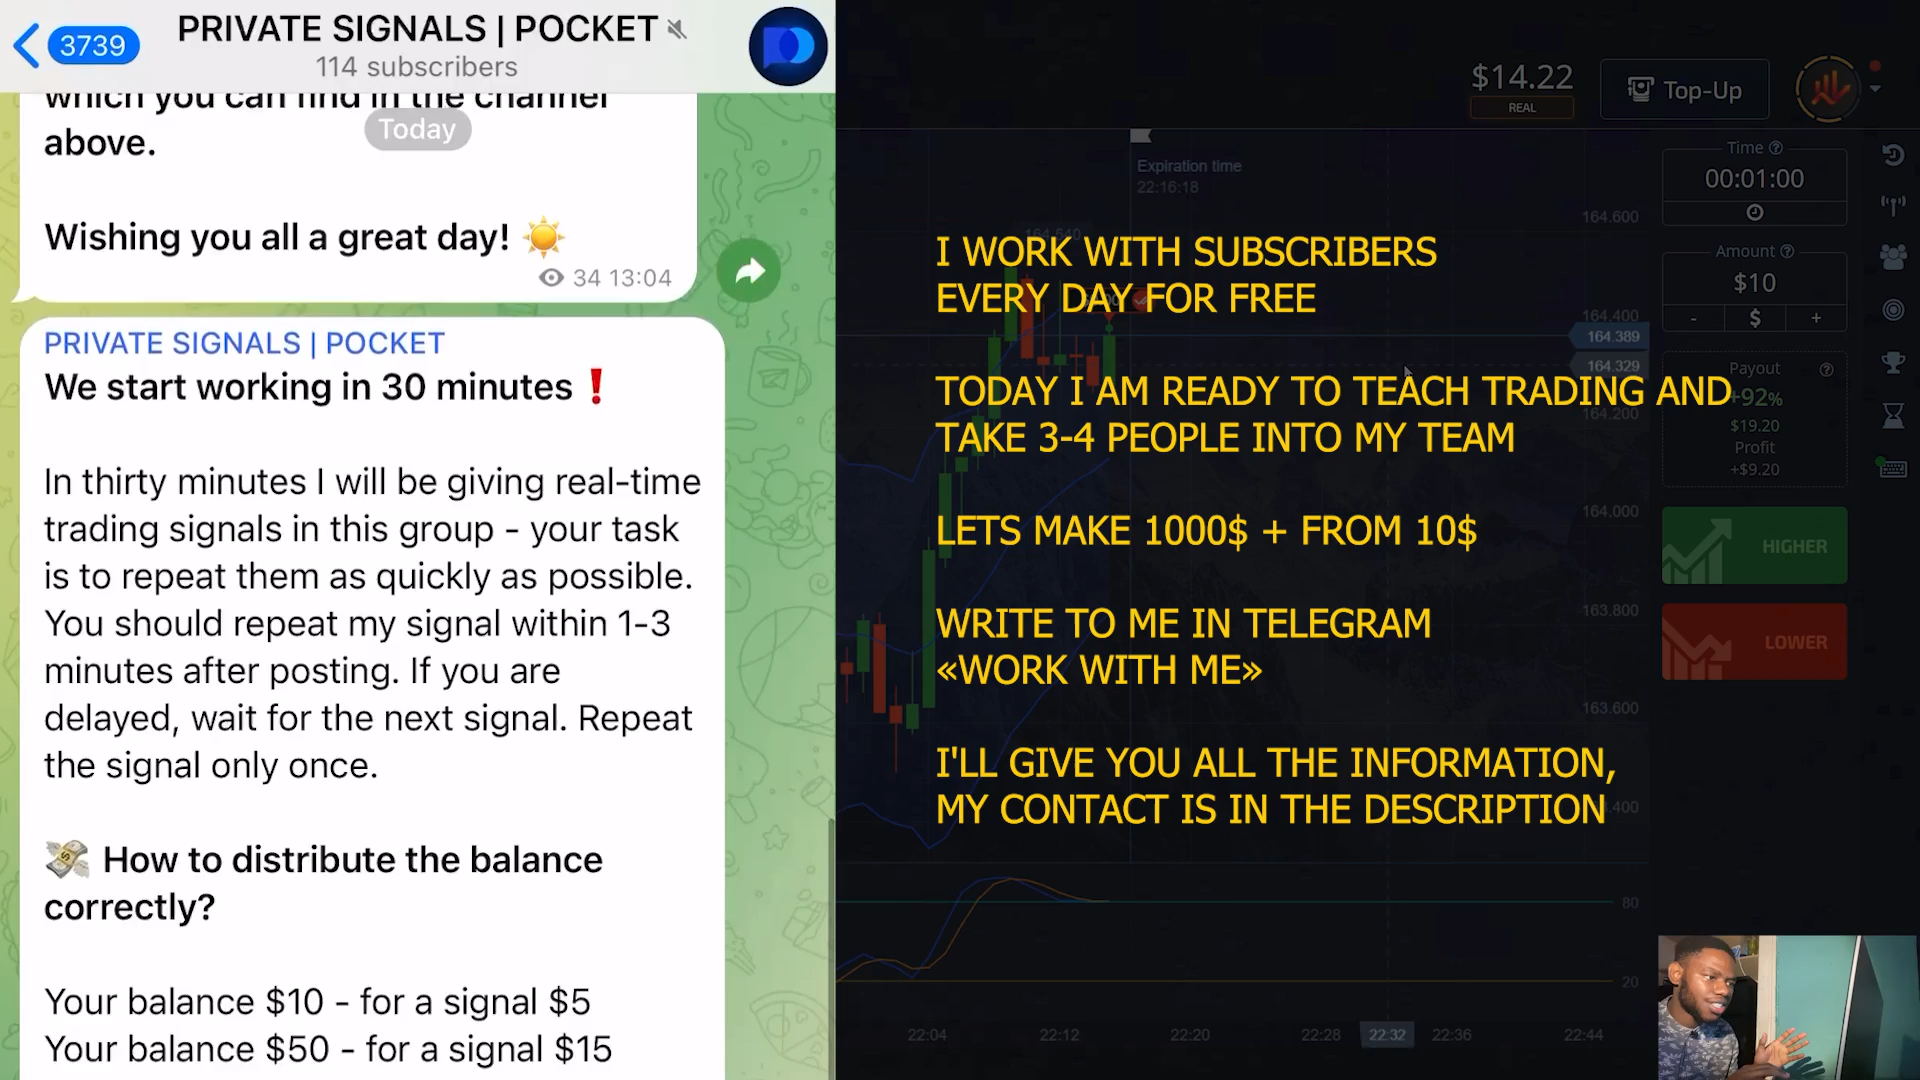 3739
PRIVATE SIGNALS | POCKET
114 subscribers
which you can find in the channel
above.
Today
Wishing you all a great day! ☀️
34 13:04
PRIVATE SIGNALS | POCKET
We start working in 30 minutes❗
In thirty minutes I will be giving real-time
trading signals in this group - your task
is to repeat them as quickly as possible.
You should repeat my signal within 1-3
minutes after posting. If you are
delayed, wait for the next signal. Repeat
the signal only once.
💸 How to distribute the balance
correctly?
Your balance $10 - for a signal $5
Your balance $50 - for a signal $15
$14.22
REAL
Top-Up
Expiration time
22:16:18
164.540
I WORK WITH SUBSCRIBERS
EVERY DAY FOR FREE
TODAY I AM READY TO TEACH TRADING AND
TAKE 3-4 PEOPLE INTO MY TEAM
LETS MAKE 1000$ + FROM 10$
WRITE TO ME IN TELEGRAM
«WORK WITH ME»
I'LL GIVE YOU ALL THE INFORMATION,
MY CONTACT IS IN THE DESCRIPTION
164.600
164.400
164.389
164.329
164.200
164.000
163.800
163.600
.400
80
20
22:04
22:12
22:20
22:28
22:32
22:36
22:44
Time
00:01:00
Amount
$10
- $ +
Payout
+92%
$19.20
Profit
+$9.20
HIGHER
LOWER